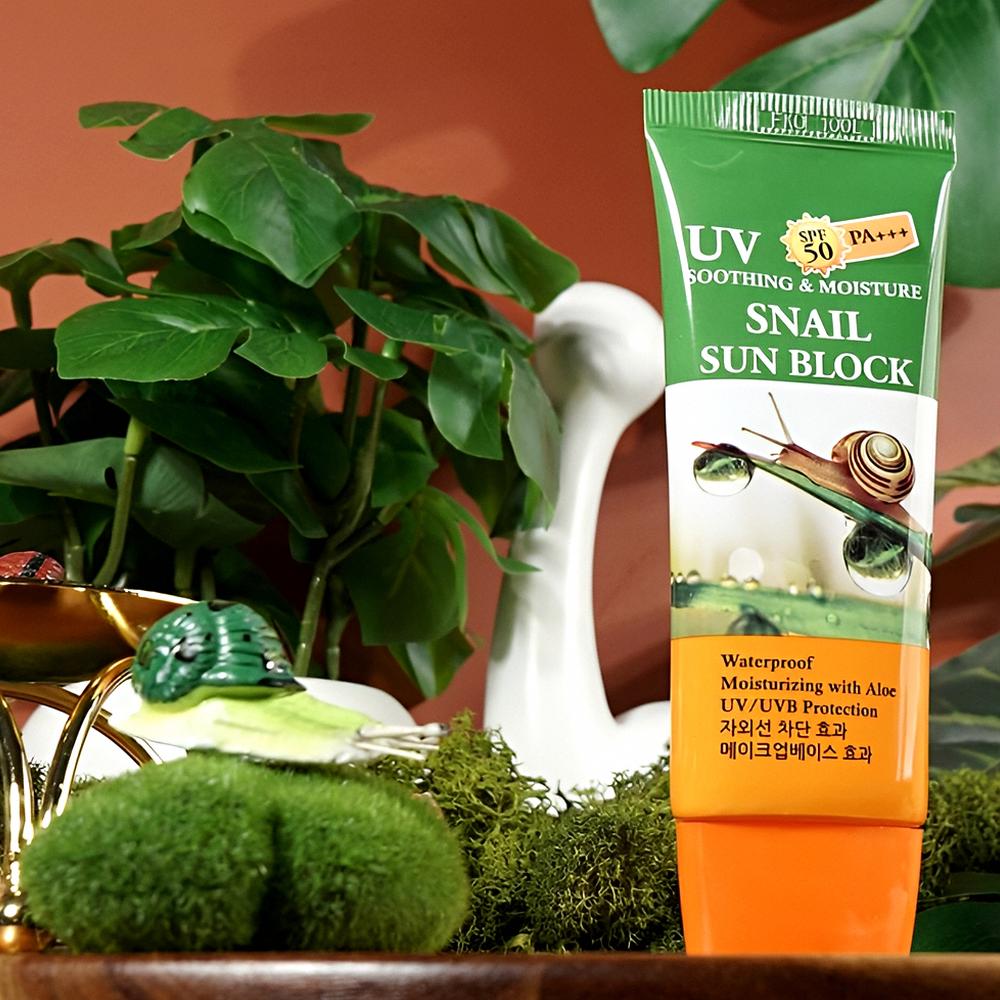 UV SPF 50 PA+++
SOOTHING & MOISTURE
SNAIL
SUN BLOCK
Waterproof
Moisturizing with Aloe
UV/UVB Protection
자외선 차단 효과
메이크업베이스 효과